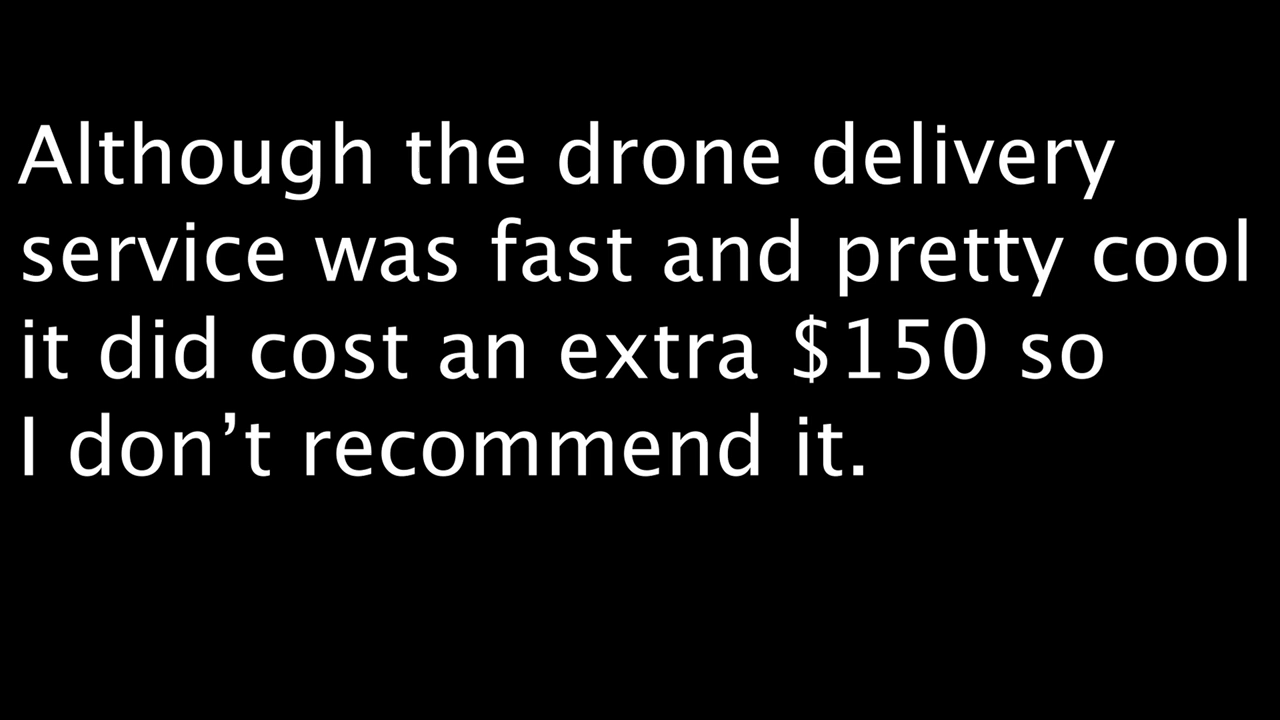 Although the drone delivery
service was fast and pretty cool
it did cost an extra $150 so
I don’t recommend it.